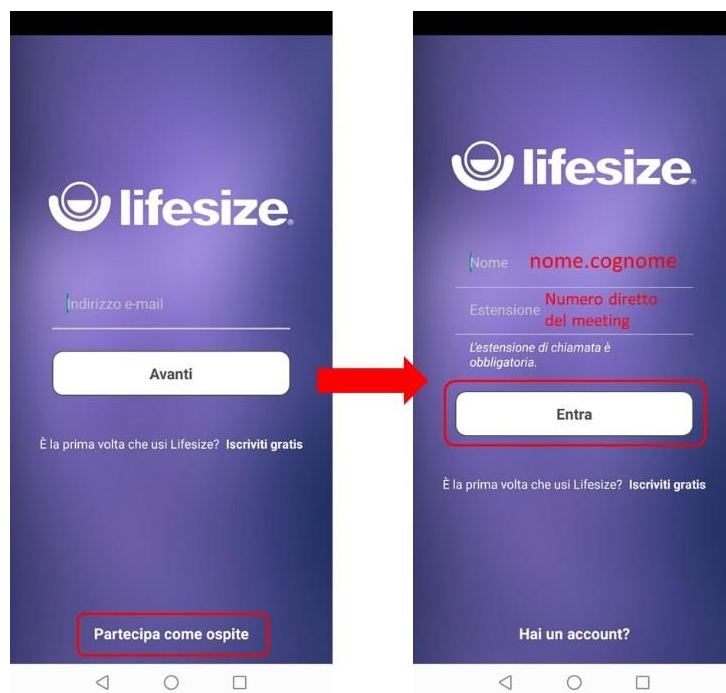 lifesize
Indirizzo e-mail
Avanti
È la prima volta che usi Lifesize? Iscriviti gratis
Partecipa come ospite
lifesize
Nome nome.cognome
Estensione Numero diretto
del meeting
L'estensione di chiamata è
obbligatoria.
Entra
È la prima volta che usi Lifesize? Iscriviti gratis
Hai un account?